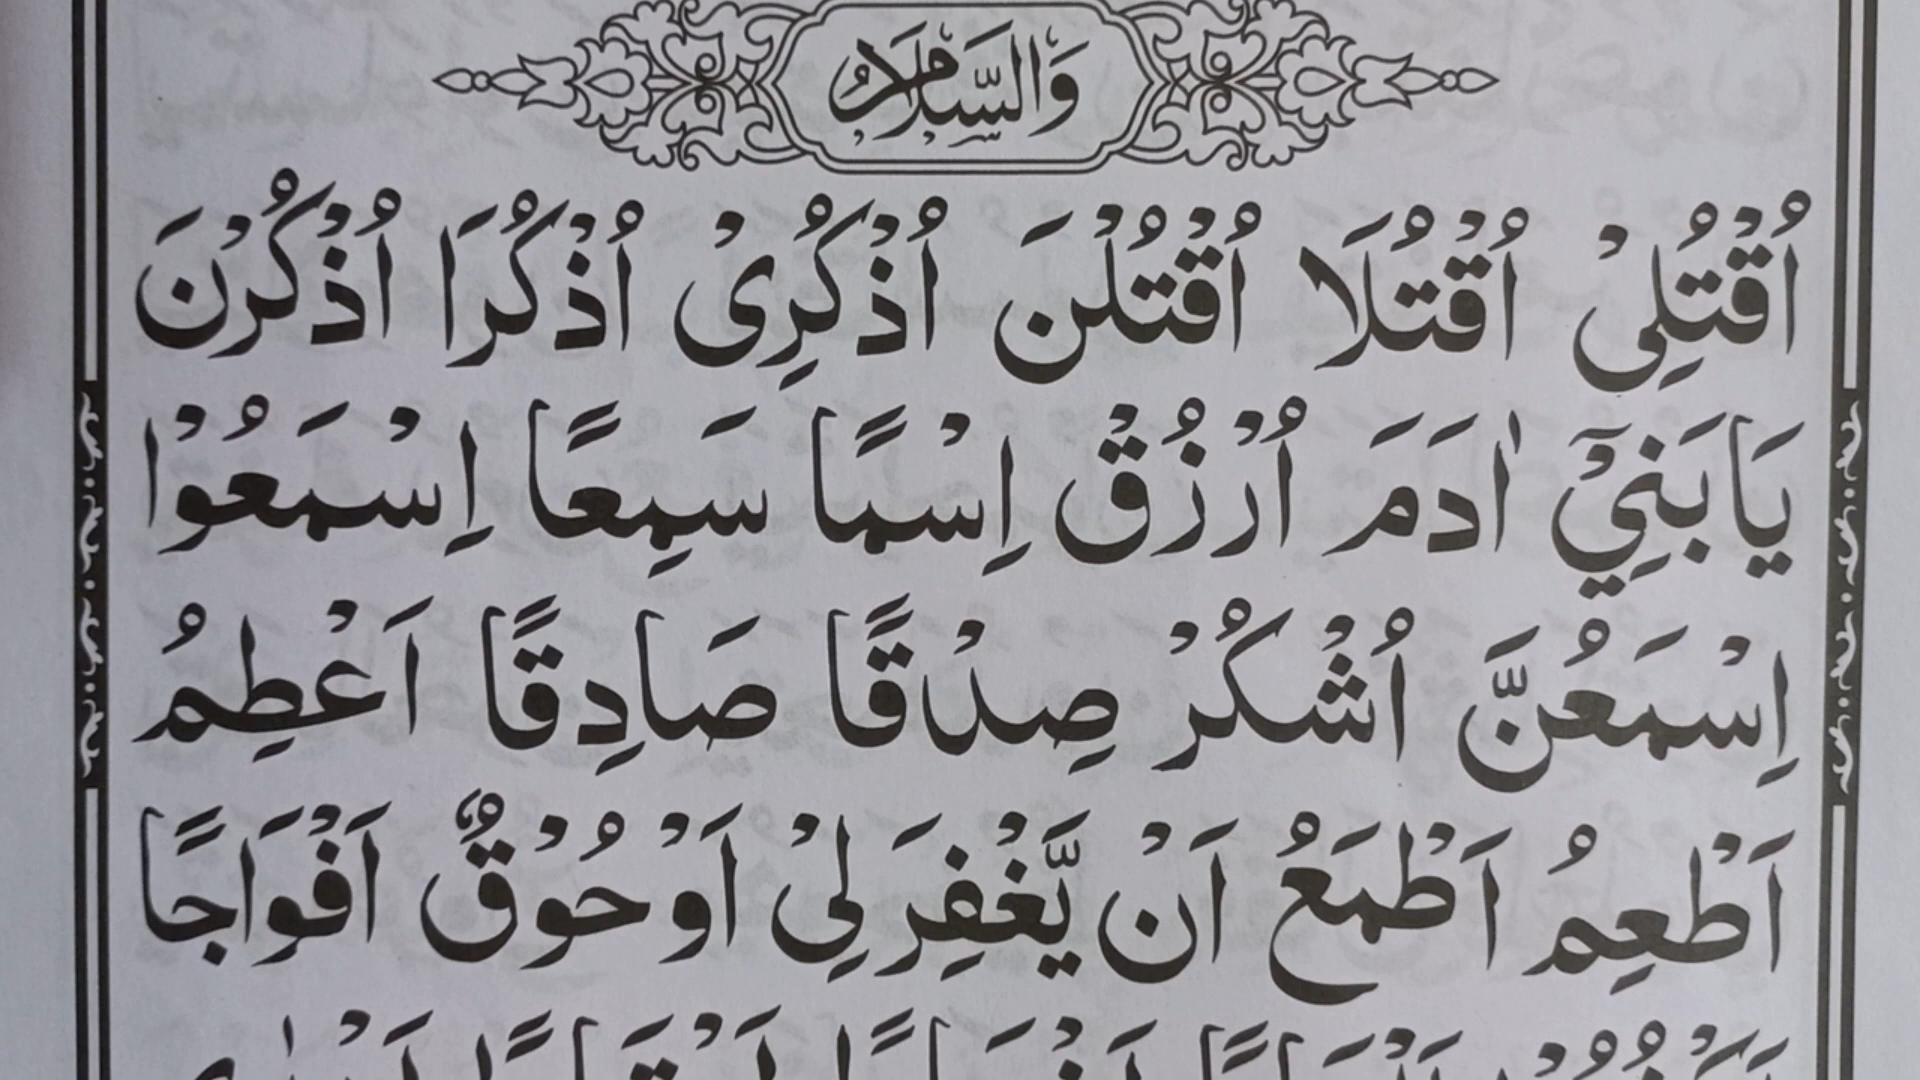 وَالسَّلَامُ
اُقْتُلِىْ اُقْتُلَا اُقْتُلْنَ اُذْكُرِىْ اُذْكُرَا اُذْكُرْنَ
يَابَنِيْٓ اٰدَمَ اُرْزُقْ اِسْمًا سَمِعًا اِسْمَعُوْا
اِسْمَعُنَّ اُشْكُرْ صِدْقًا صَادِقًا اَعْطِمُ
اَطْعِمُ اَطْمَعُ اَنْ يَّغْفِرَلِىْ اَوْحُوْقٌ اَفْوَاجًا